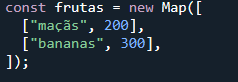 const frutas = new Map([
  ["maçãs", 200],
  ["bananas", 300],
]);